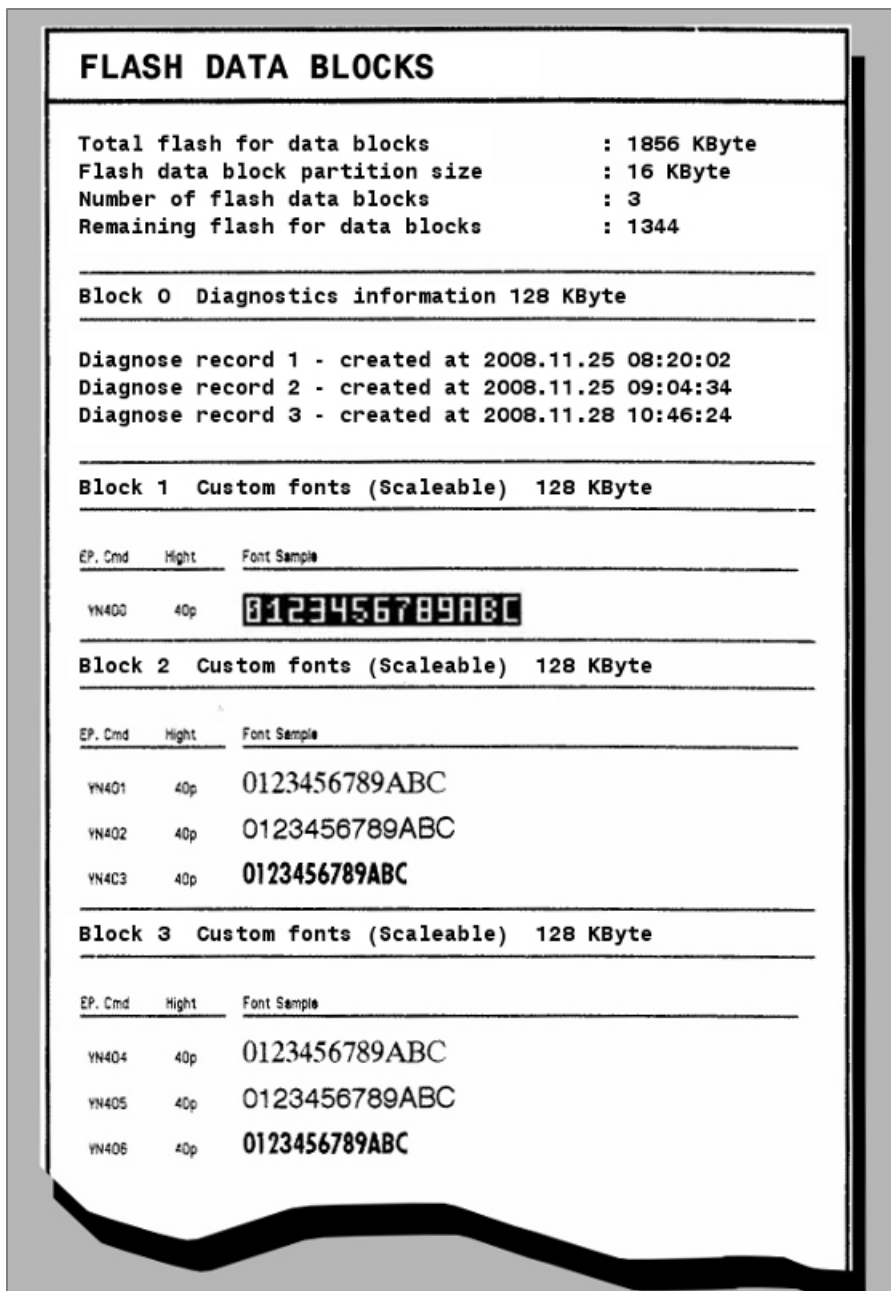 FLASH DATA BLOCKS
Total flash for data blocks : 1856 KByte
Flash data block partition size : 16 KByte
Number of flash data blocks : 3
Remaining flash for data blocks : 1344
Block 0 Diagnostics information 128 KByte
Diagnose record 1 - created at 2008.11.25 08:20:02
Diagnose record 2 - created at 2008.11.25 09:04:34
Diagnose record 3 - created at 2008.11.28 10:46:24
Block 1 Custom fonts (Scaleable) 128 KByte
EP. Cmd Hight Font Sample
YN400 40p 0123456789ABC
Block 2 Custom fonts (Scaleable) 128 KByte
EP. Cmd Hight Font Sample
YN401 40p 0123456789ABC
YN402 40p 0123456789ABC
YN403 40p 0123456789ABC
Block 3 Custom fonts (Scaleable) 128 KByte
EP. Cmd Hight Font Sample
YN404 40p 0123456789ABC
YN405 40p 0123456789ABC
YN406 40p 0123456789ABC